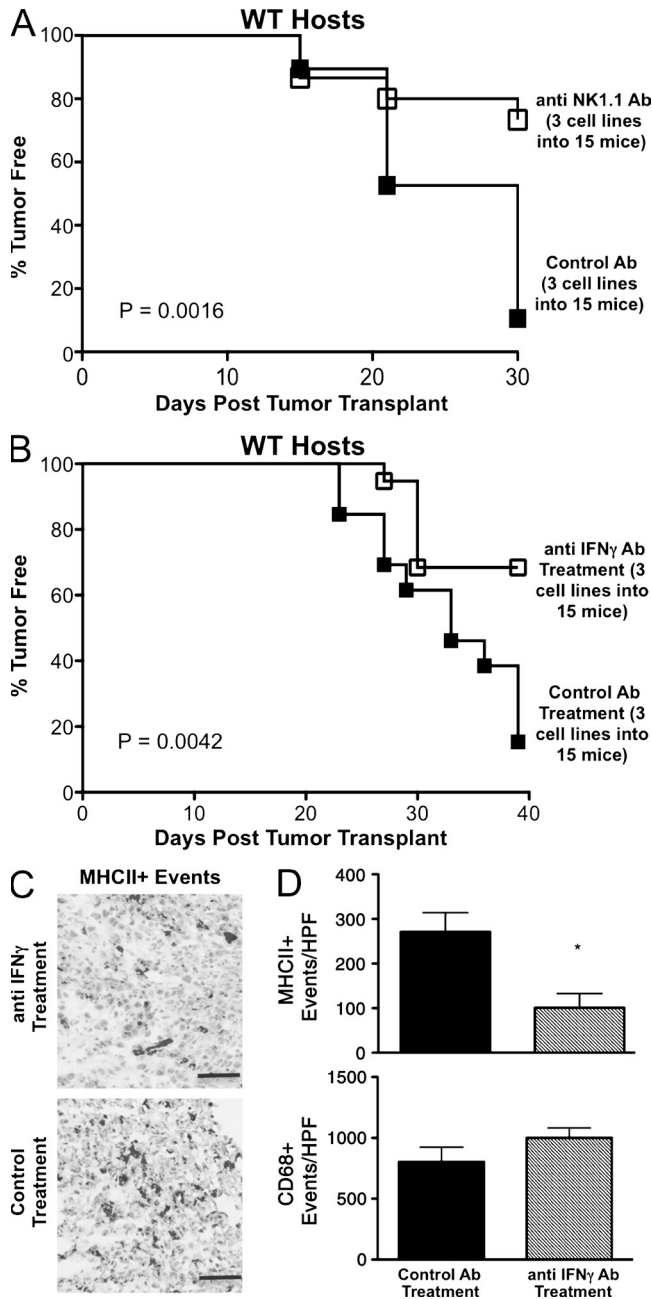 A
WT Hosts
% Tumor Free
100
80
60
40
20
0
P = 0.0016
anti NK1.1 Ab
(3 cell lines
into 15 mice)
Control Ab
(3 cell lines
into 15 mice)
0
10
20
30
Days Post Tumor Transplant
B
WT Hosts
% Tumor Free
100
80
60
40
20
0
P = 0.0042
anti IFNγ Ab
Treatment (3
cell lines into
15 mice)
Control Ab
Treatment (3
cell lines into
15 mice)
0
10
20
30
40
Days Post Tumor Transplant
C
MHCII+ Events
anti IFNγ
Treatment
Control
Treatment
D
MHCII+
Events/HPF
400
300
200
100
0
*
CD68+
Events/HPF
1500
1000
500
0
Control Ab
Treatment
anti IFNγ Ab
Treatment